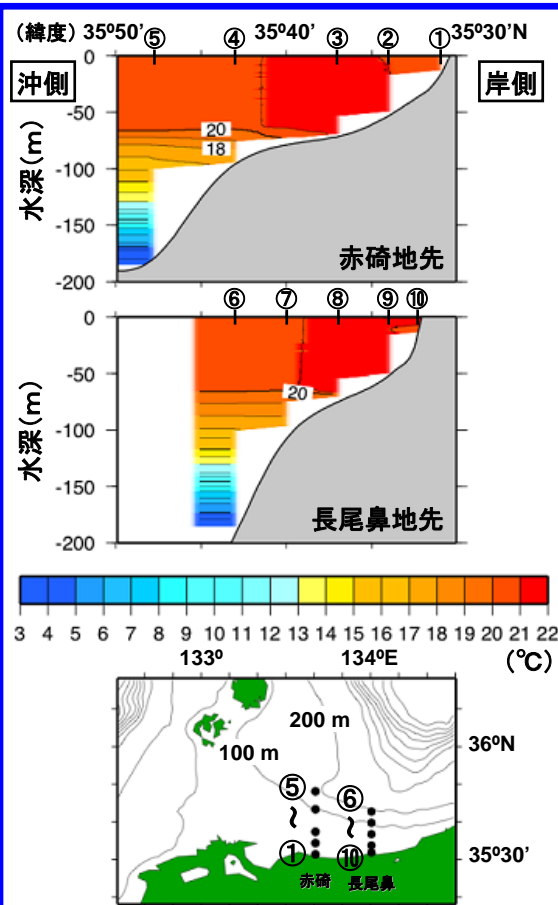 (緯度) 35º50' 35º40' 35º30'N
⑤ ④ ③ ② ①
沖側 岸側
0
-50
-100
-150
-200
水深(m)
20
18
赤碕地先
⑥ ⑦ ⑧ ⑨ ⑩
0
-50
-100
-150
-200
水深(m)
20
長尾鼻地先
3 4 5 6 7 8 9 10 11 12 13 14 15 16 17 18 19 20 21 22
(℃)
133º 134ºE
200 m
100 m
36ºN
⑤ ⑥
~ ~
① ⑩
35º30'
赤碕 長尾鼻